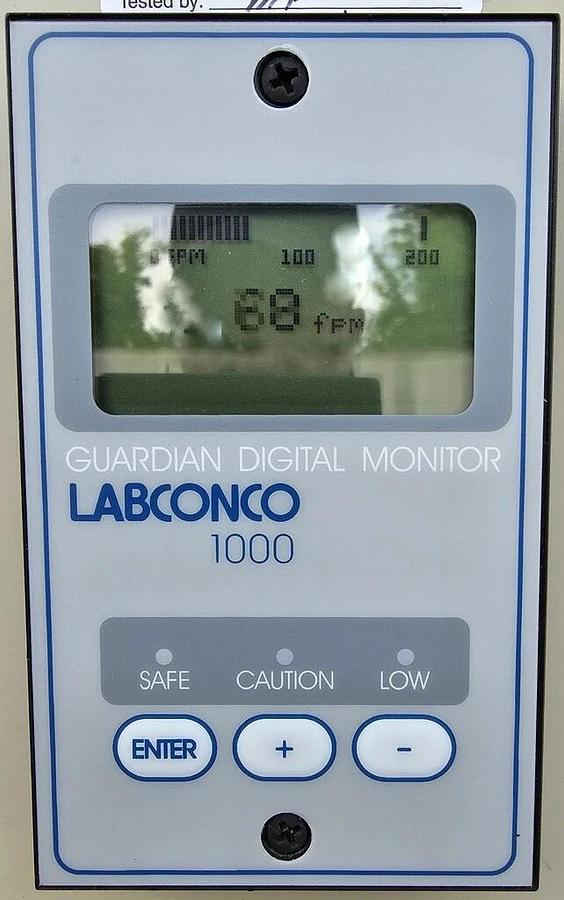 Tested by:
0 FPM 100 200
68 fpm
GUARDIAN DIGITAL MONITOR
LABCONCO
1000
SAFE CAUTION LOW
ENTER + -